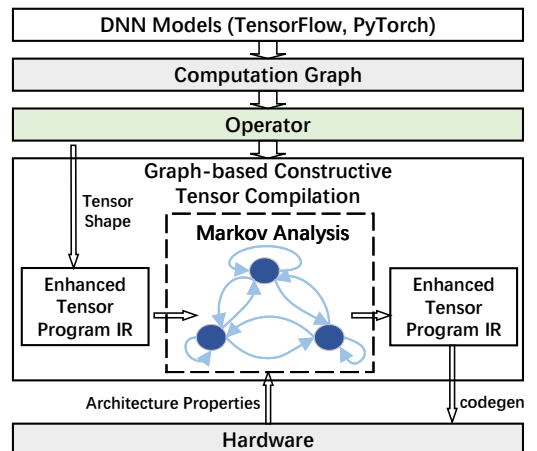 DNN Models (TensorFlow, PyTorch)
Computation Graph
Operator
Graph-based Constructive
Tensor Compilation
Tensor
Shape
Markov Analysis
Enhanced
Tensor
Program IR
Enhanced
Tensor
Program IR
Architecture Properties
codegen
Hardware